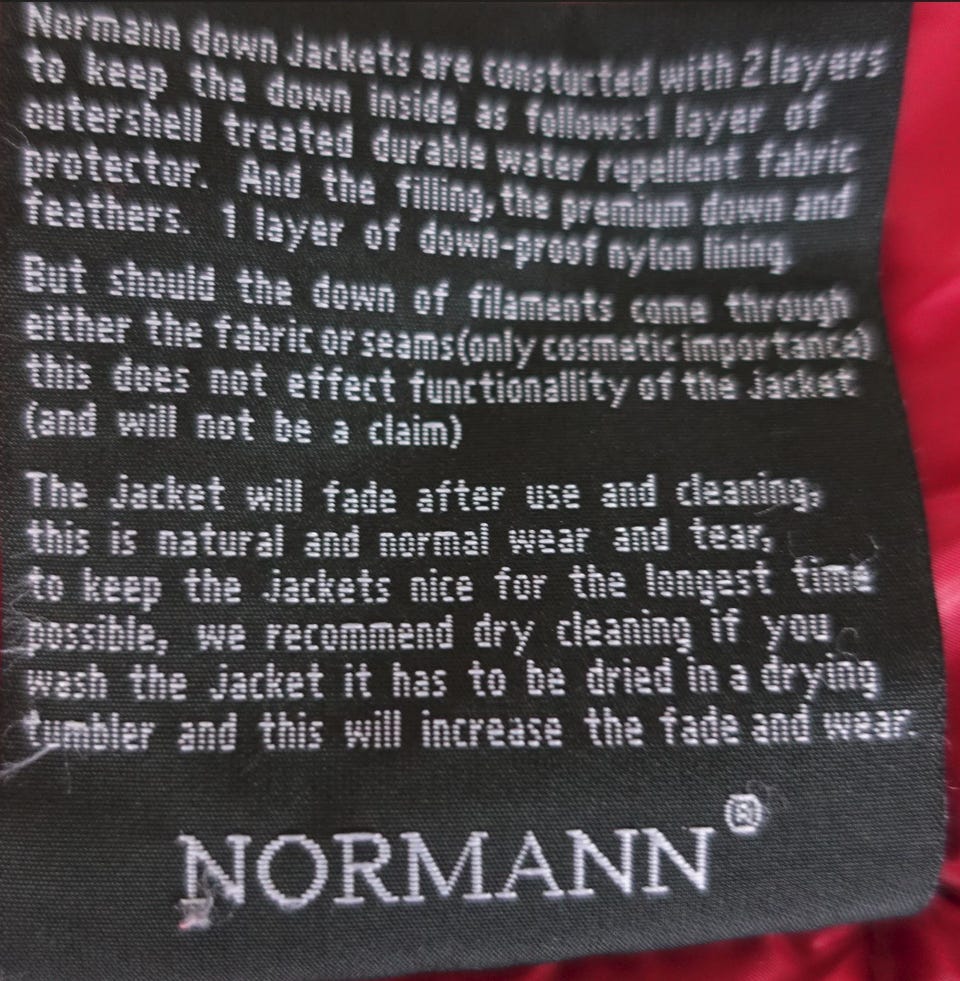 Normann down Jackets are constucted with 2 layers
to keep the down inside as follows:1 layer of
outershell treated durable water repellent fabric
protector. And the filling, the premium down and
feathers. 1 layer of down-proof nylon lining.
But should the down of filaments come through
either the fabric or seams(only cosmetic importance)
this does not effect functionallity of the Jacket
(and will not be a claim)
The Jacket will fade after use and cleaning,
this is natural and normal wear and tear,
to keep the Jackets nice for the longest time
possible, we recommend dry cleaning if you
wash the Jacket it has to be dried in a drying
tumbler and this will increase the fade and wear.
NORMANN®